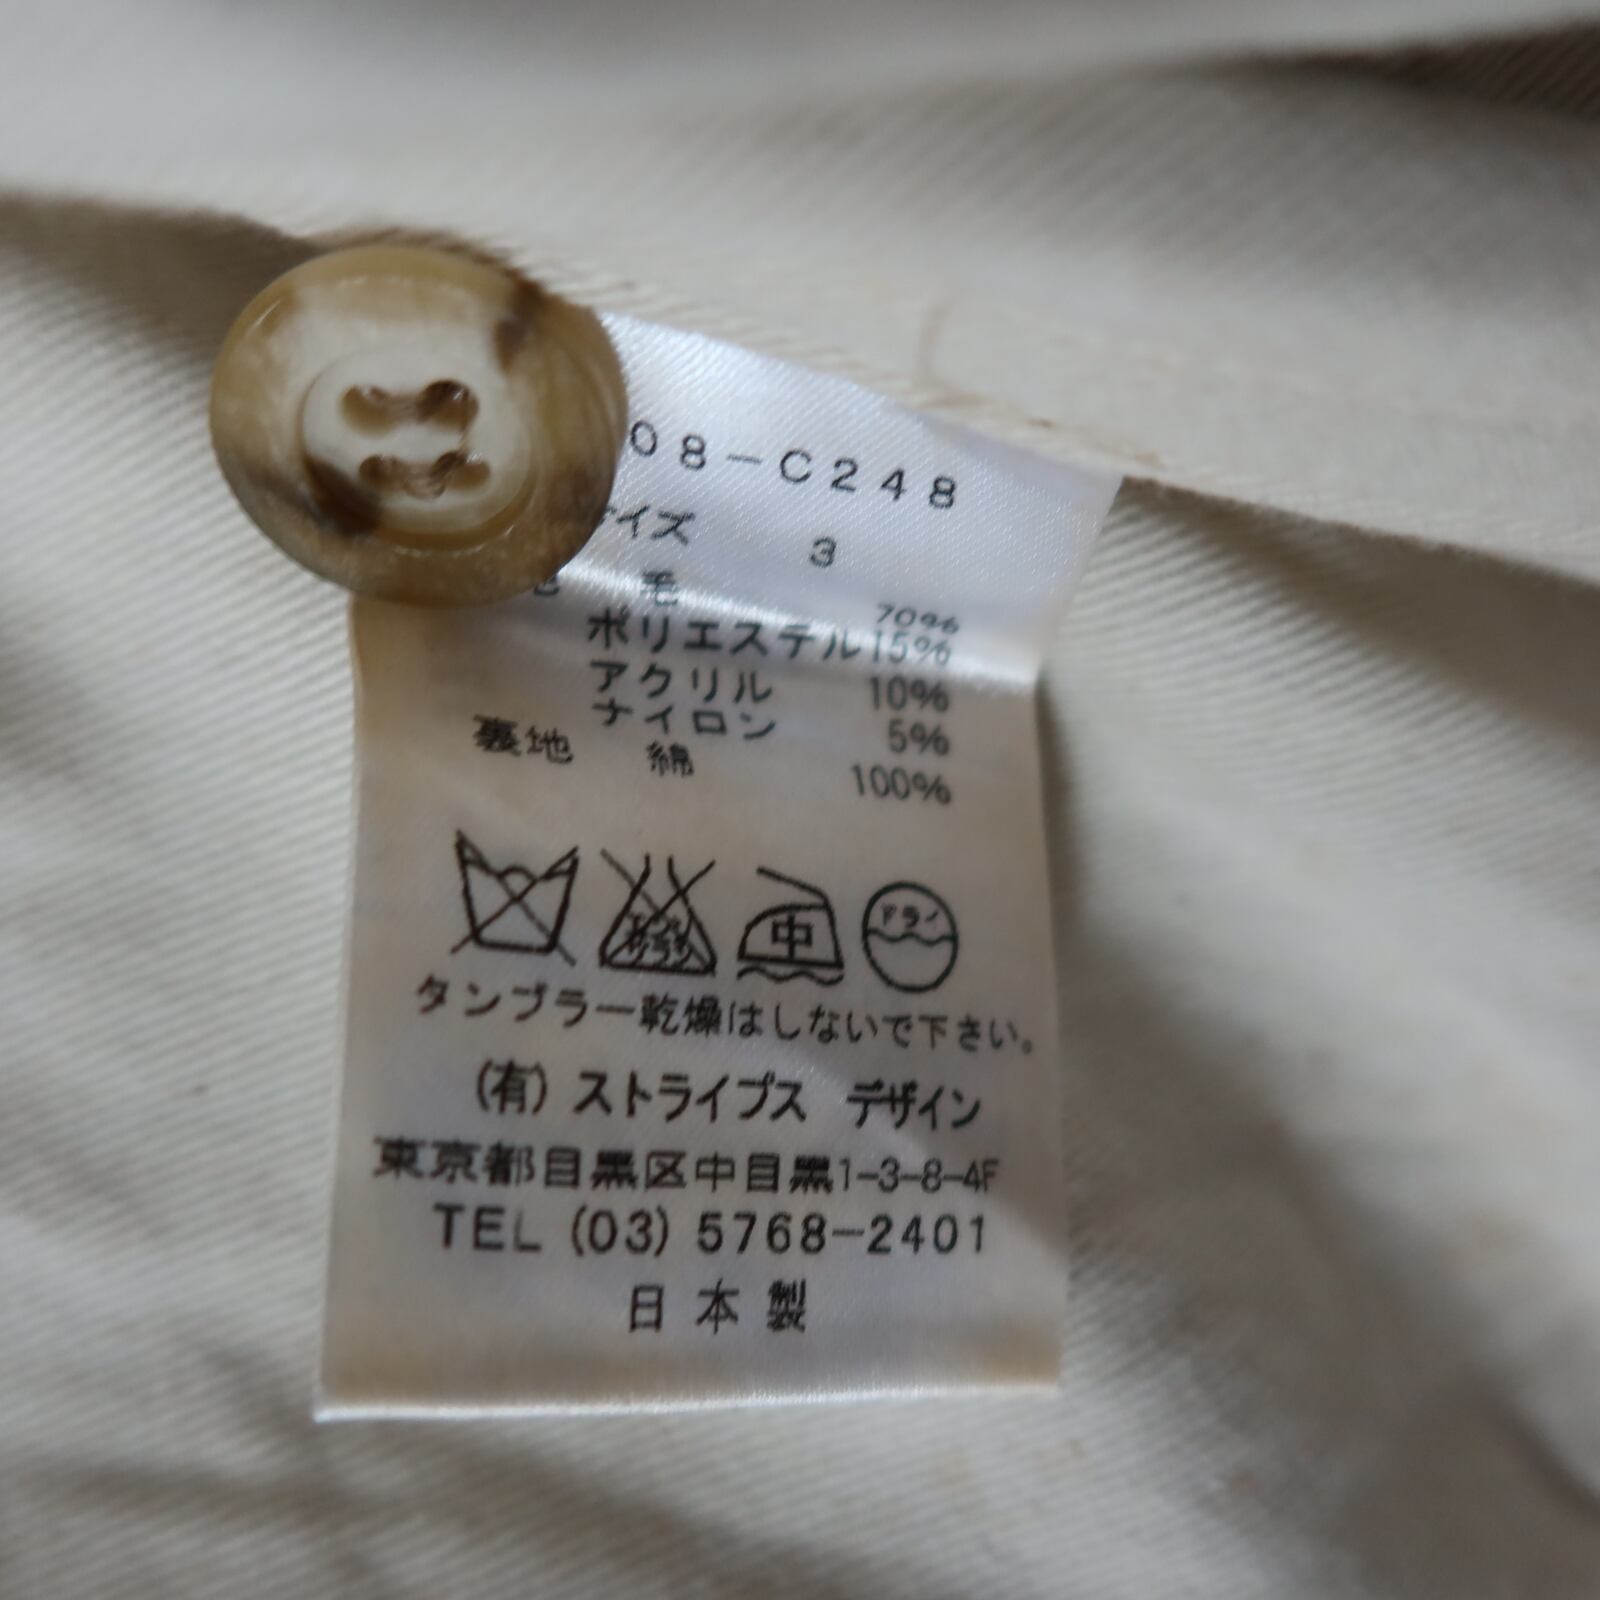 08-C248
イズ 3
毛 70%
ポリエステル 15%
アクリル 10%
ナイロン 5%
裏地 綿 100%
中 ドライ
タンブラー乾燥はしないで下さい。
(有) ストライプス デザイン
東京都目黒区中目黒1-3-8-4F
TEL (03) 5768-2401
日本製